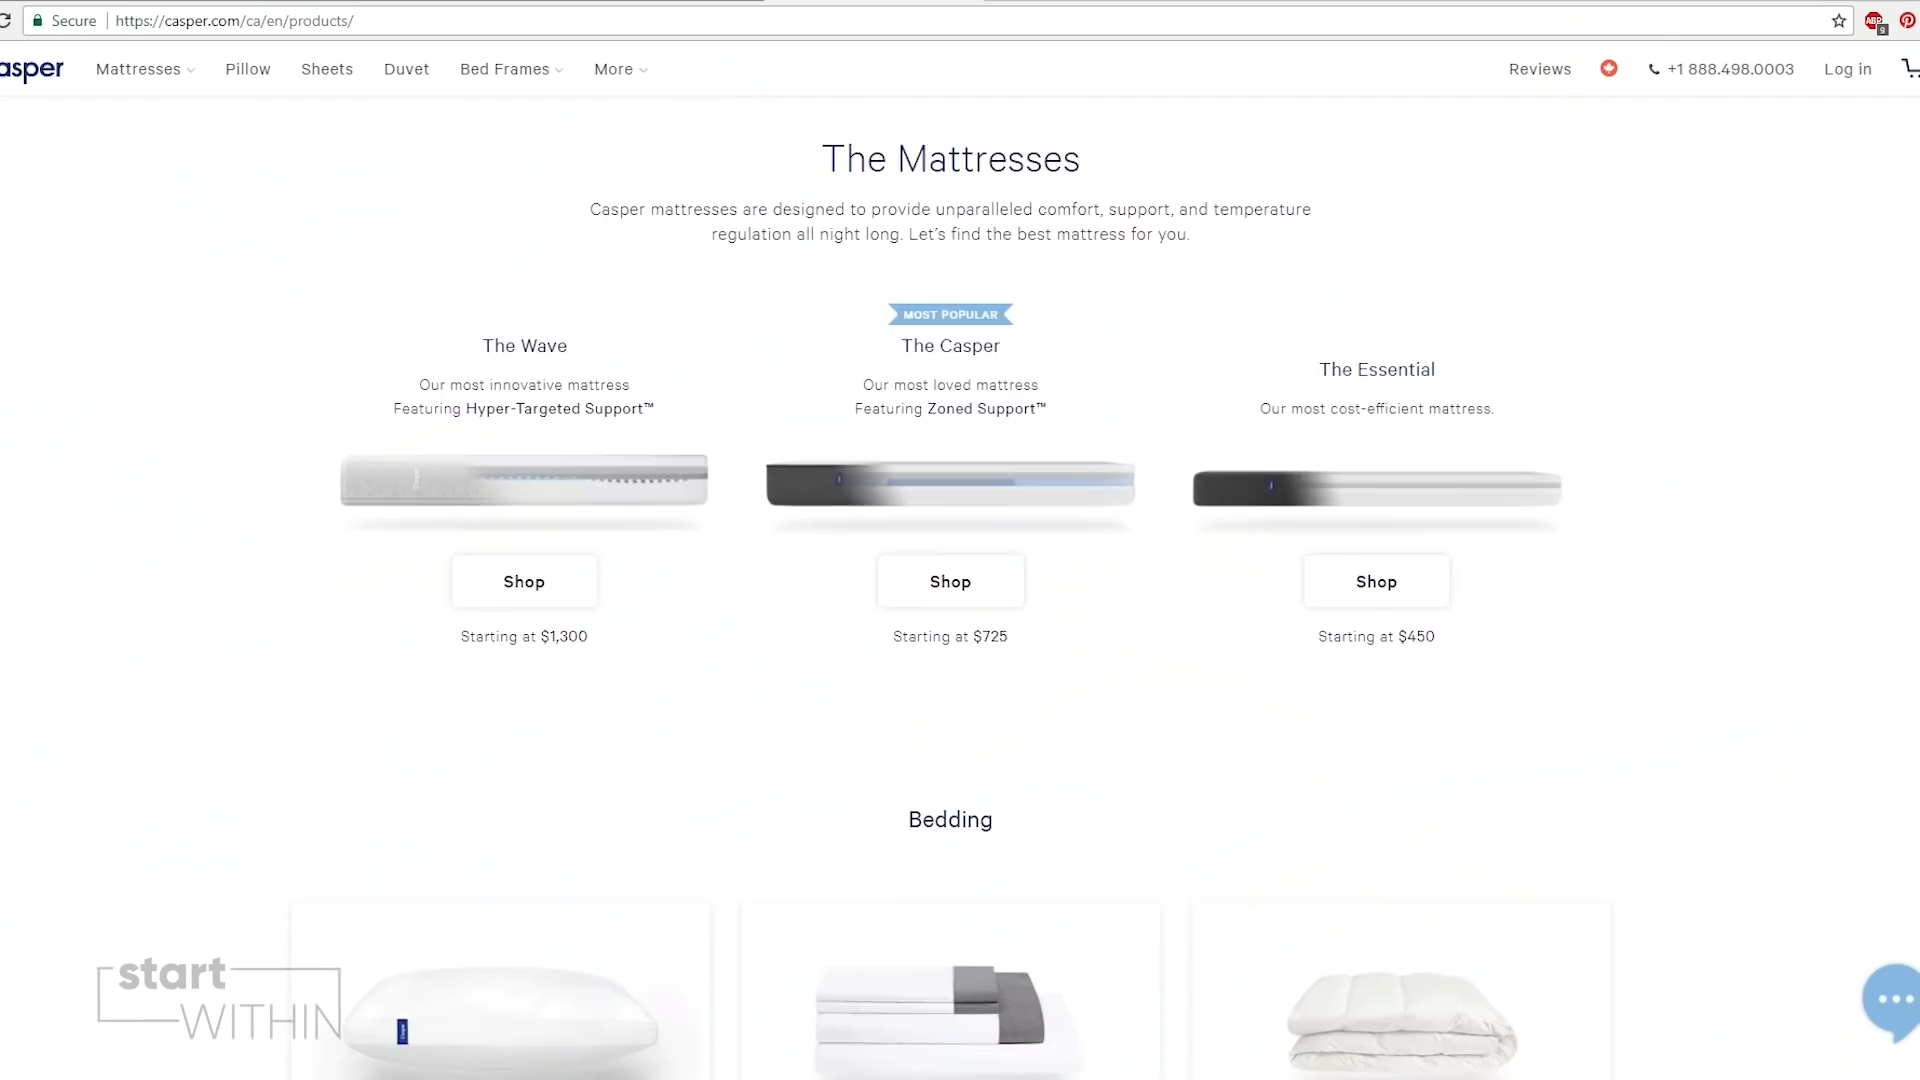 Secure https://casper.com/ca/en/products/
ABP
9
asper Mattresses Pillow Sheets Duvet Bed Frames More Reviews +1 888.498.0003 Log in
The Mattresses
Casper mattresses are designed to provide unparalleled comfort, support, and temperature
regulation all night long. Let's find the best mattress for you.
The Wave
Our most innovative mattress
Featuring Hyper-Targeted Support™
Shop
Starting at $1,300
MOST POPULAR
The Casper
Our most loved mattress
Featuring Zoned Support™
Shop
Starting at $725
The Essential
Our most cost-efficient mattress.
Shop
Starting at $450
Bedding
start
WITHIN